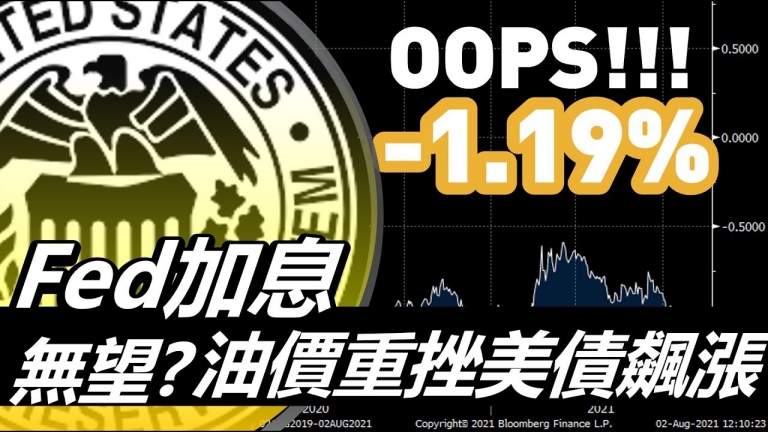 UNITED STATES
OOPS!!!
-1.19%
0.5000
0.0000
-0.5000
Fed加息
無望?油價重挫美債飆漲
2020
2021
2019-02AUG2021
Copyright© 2021 Bloomberg Finance L.P.
02-Aug-2021 12:10:23